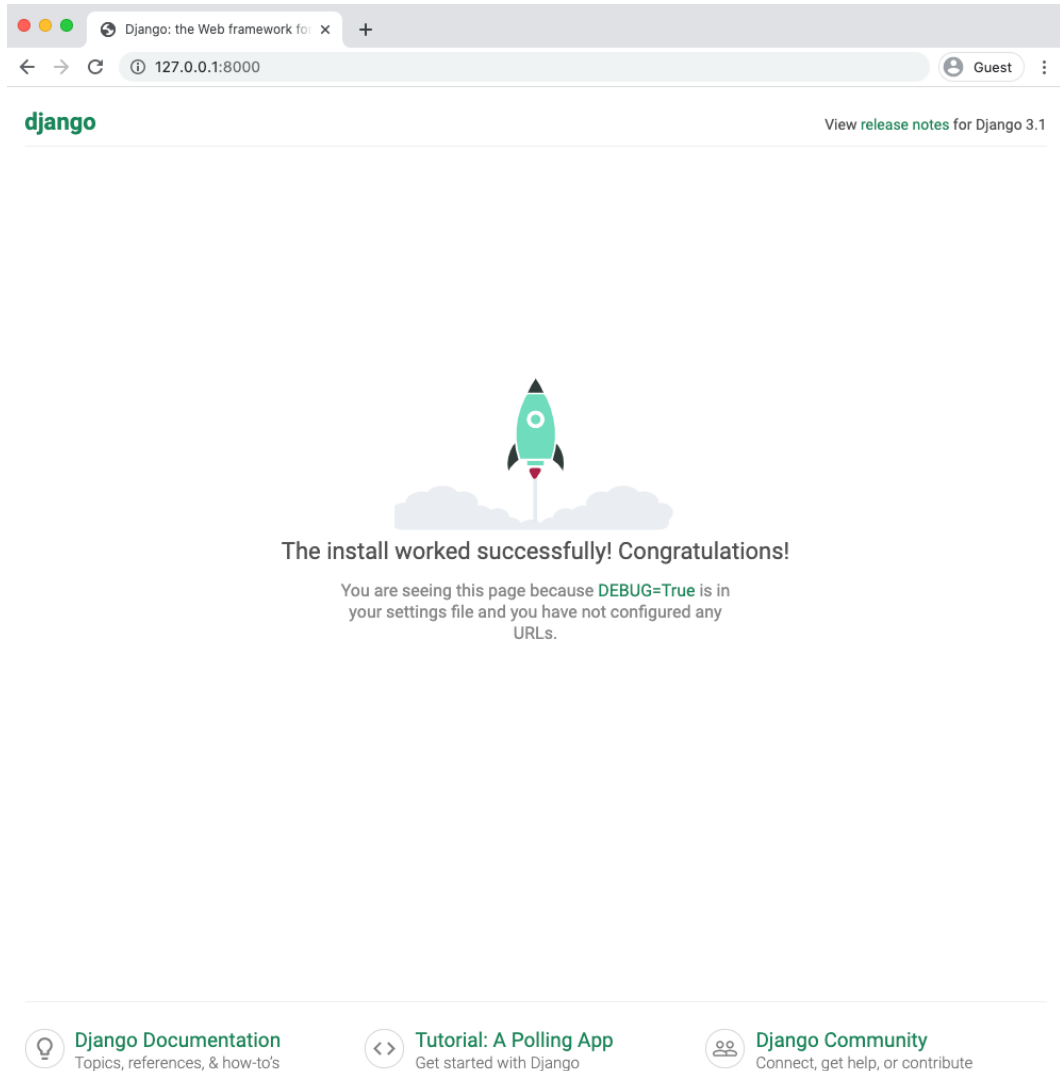 Django: the Web framework fo
127.0.0.1:8000
Guest
django
View release notes for Django 3.1
The install worked successfully! Congratulations!
You are seeing this page because DEBUG=True is in
your settings file and you have not configured any
URLs.
Django Documentation
Topics, references, & how-to's
Tutorial: A Polling App
Get started with Django
Django Community
Connect, get help, or contribute